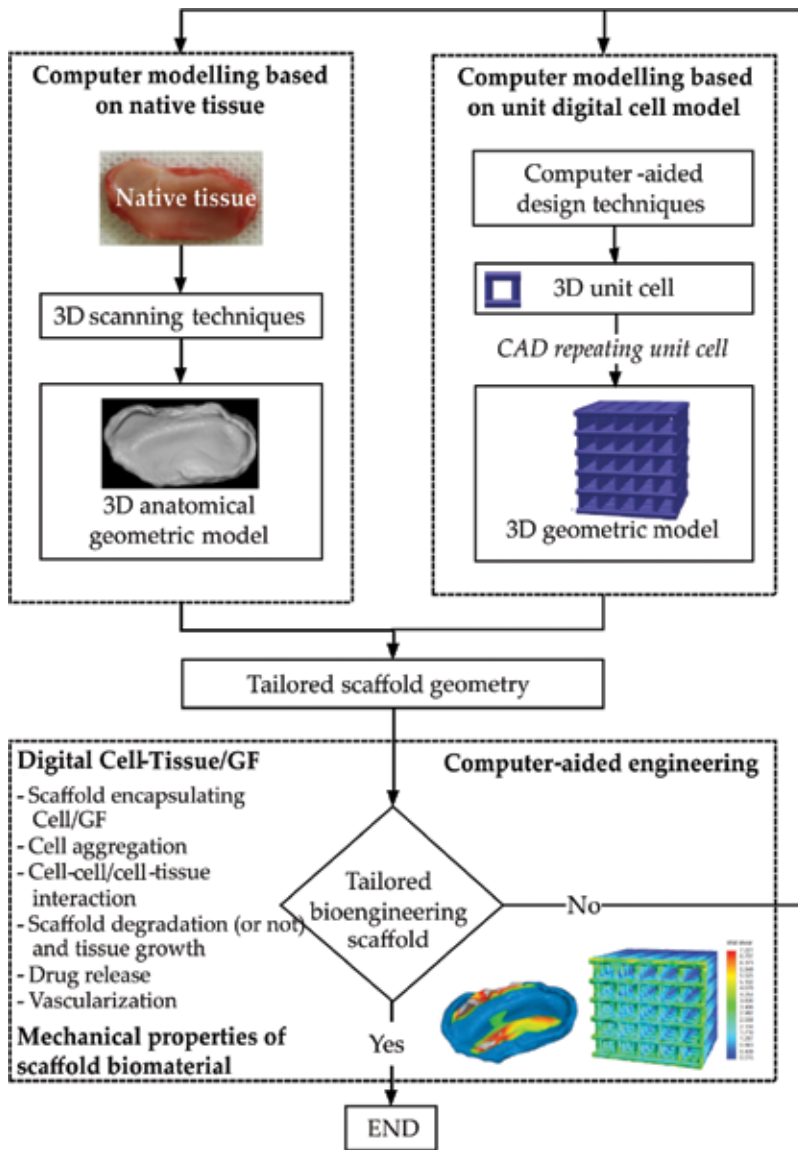 Computer modelling based
on native tissue
Native tissue
3D scanning techniques
3D anatomical
geometric model
Computer modelling based
on unit digital cell model
Computer -aided
design techniques
3D unit cell
CAD repeating unit cell
3D geometric model
Tailored scaffold geometry
Digital Cell-Tissue/GF
- Scaffold encapsulating
Cell/GF
- Cell aggregation
- Cell-cell/cell-tissue
interaction
- Scaffold degradation (or not)
and tissue growth
- Drug release
- Vascularization
Mechanical properties of
scaffold biomaterial
Computer-aided engineering
Tailored
bioengineering
scaffold
No
Yes
END